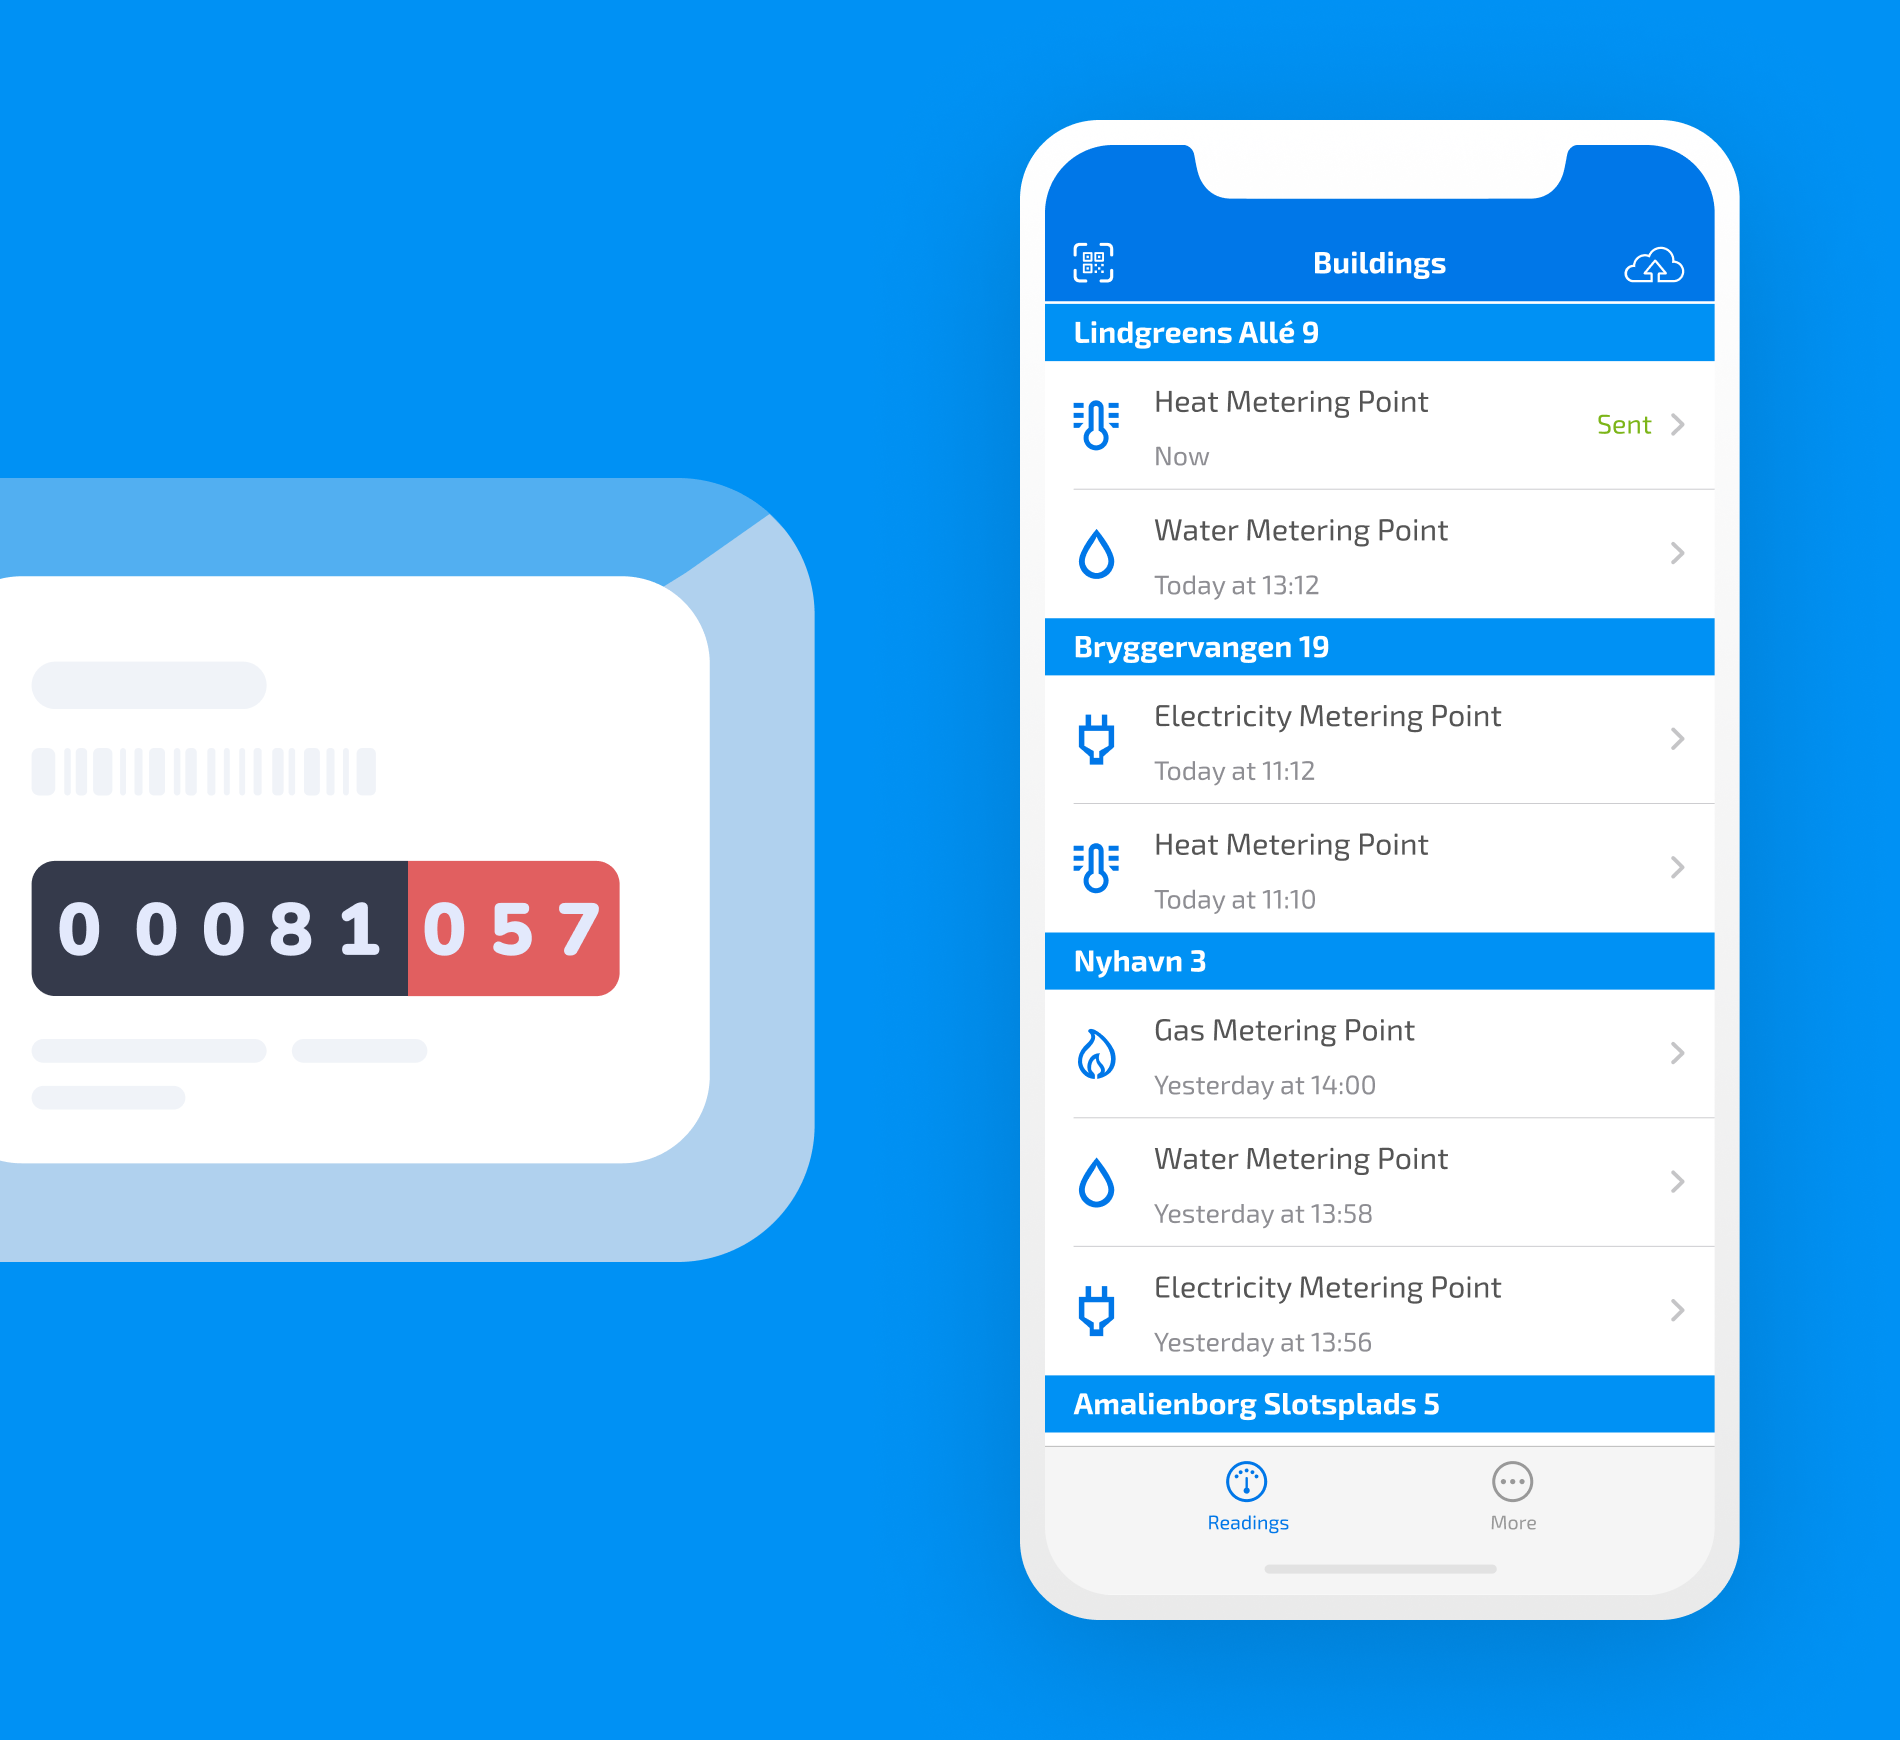 0 0 0 8 1 0 5 7
Buildings
Lindgreens Allé 9
Heat Metering Point
Now
Sent
Water Metering Point
Today at 13:12
Bryggervangen 19
Electricity Metering Point
Today at 11:12
Heat Metering Point
Today at 11:10
Nyhavn 3
Gas Metering Point
Yesterday at 14:00
Water Metering Point
Yesterday at 13:58
Electricity Metering Point
Yesterday at 13:56
Amalienborg Slotsplads 5
Readings
More